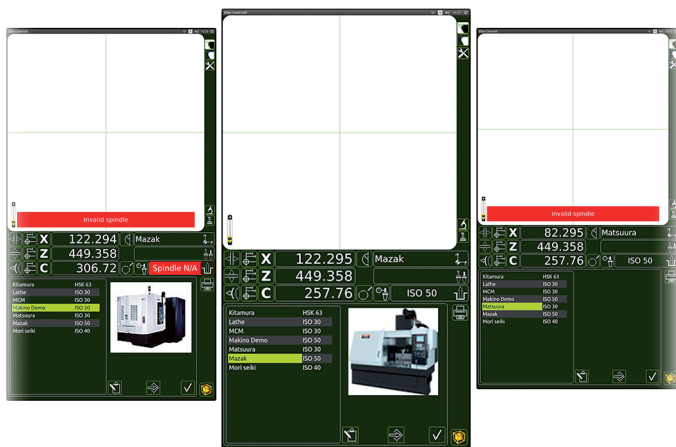 Invalid spindle
X 122.294 Mazak
Z 449.358
C 306.72 Spindle N/A
Kitamura HSK 63
Lathe ISO 30
MCM ISO 30
Makino Demo ISO 50
Matsuura ISO 30
Mazak ISO 50
Mori seiki ISO 40
X 122.295 Mazak
Z 449.358
C 257.76 ISO 50
Kitamura HSK 63
Lathe ISO 30
MCM ISO 30
Makino Demo ISO 50
Matsuura ISO 30
Mazak ISO 50
Mori seiki ISO 40
Invalid spindle
X 82.295 Matsuura
Z 449.358
C 257.76 ISO 50
Kitamura HSK 63
Lathe ISO 30
MCM ISO 30
Makino Demo ISO 50
Matsuura ISO 30
Mazak ISO 50
Mori seiki ISO 40